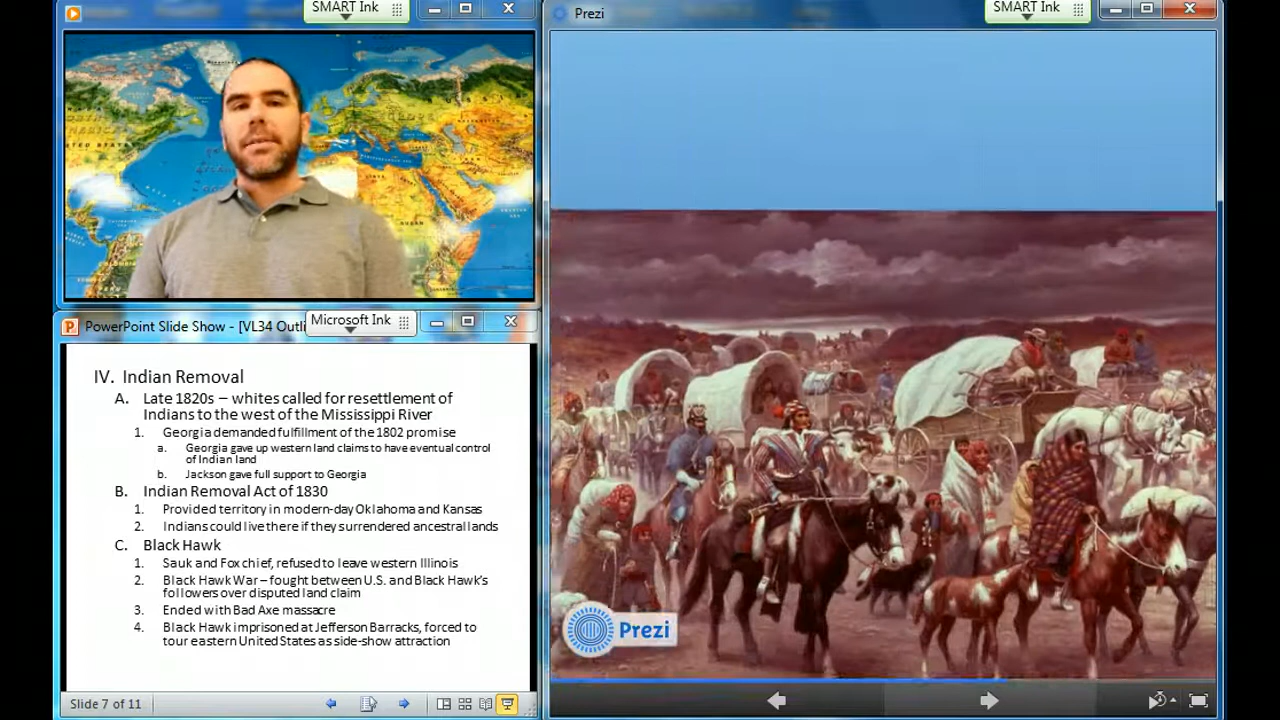 SMART Ink
SMART Ink
Prezi
PowerPoint Slide Show - [VL34 Outli
Microsoft Ink
IV. Indian Removal
A. Late 1820s – whites called for resettlement of
Indians to the west of the Mississippi River
1. Georgia demanded fulfillment of the 1802 promise
a. Georgia gave up western land claims to have eventual control
of Indian land
b. Jackson gave full support to Georgia
B. Indian Removal Act of 1830
1. Provided territory in modern-day Oklahoma and Kansas
2. Indians could live there if they surrendered ancestral lands
C. Black Hawk
1. Sauk and Fox chief, refused to leave western Illinois
2. Black Hawk War – fought between U.S. and Black Hawk's
followers over disputed land claim
3. Ended with Bad Axe massacre
4. Black Hawk imprisoned at Jefferson Barracks, forced to
tour eastern United States as side-show attraction
Slide 7 of 11
Prezi